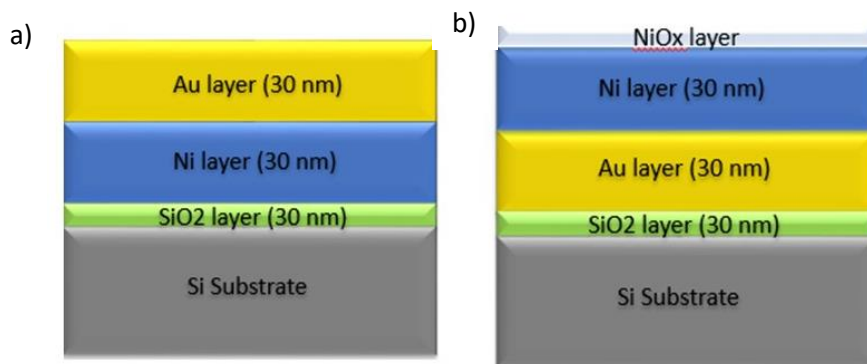 a)
Au layer (30 nm)
Ni layer (30 nm)
SiO2 layer (30 nm)
Si Substrate
b)
NiOx layer
Ni layer (30 nm)
Au layer (30 nm)
SiO2 layer (30 nm)
Si Substrate